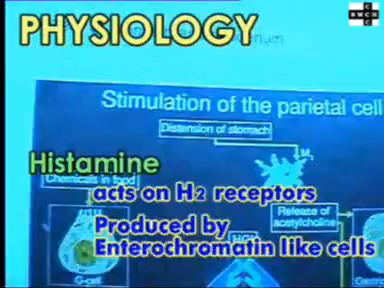 PHYSIOLOGY
Stimulation of the parietal cell
Distension of stomach
Histamine
Chemicals in food
acts on H2 receptors
Release of
acetylcholine
Produced by
Enterochromatin like cells
HCl
G-cell